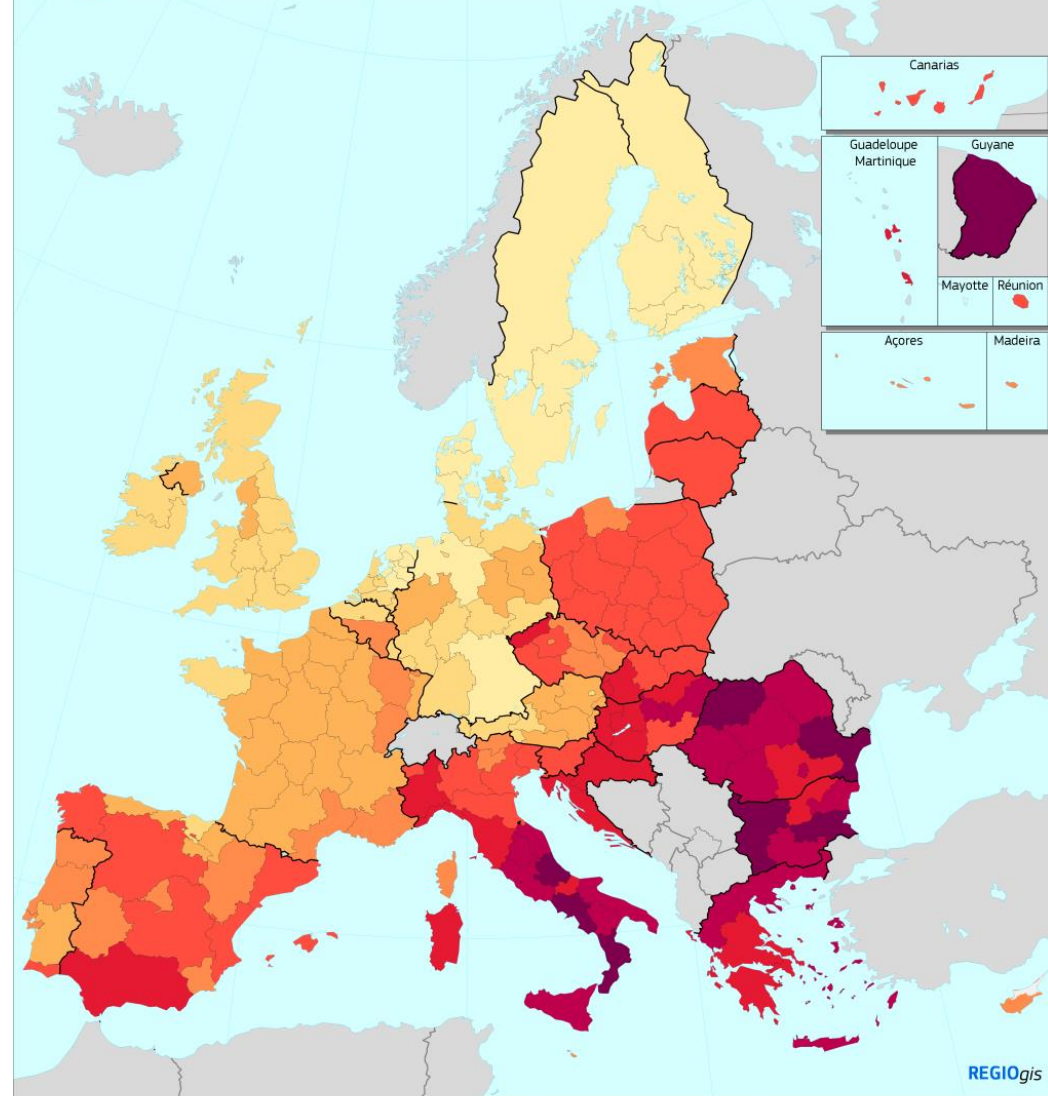 Canarias
Guadeloupe
Martinique
Guyane
Mayotte
Réunion
Açores
Madeira
REGIOgis